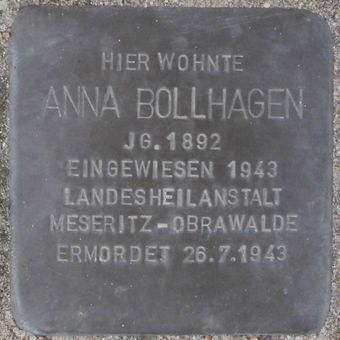 HIER WOHNTE
ANNA BOLLHAGEN
JG. 1892
EINGEWIESEN 1943
LANDESHEILANSTALT
MESERITZ-OBRAWALDE
ERMORDET 26.7.1943